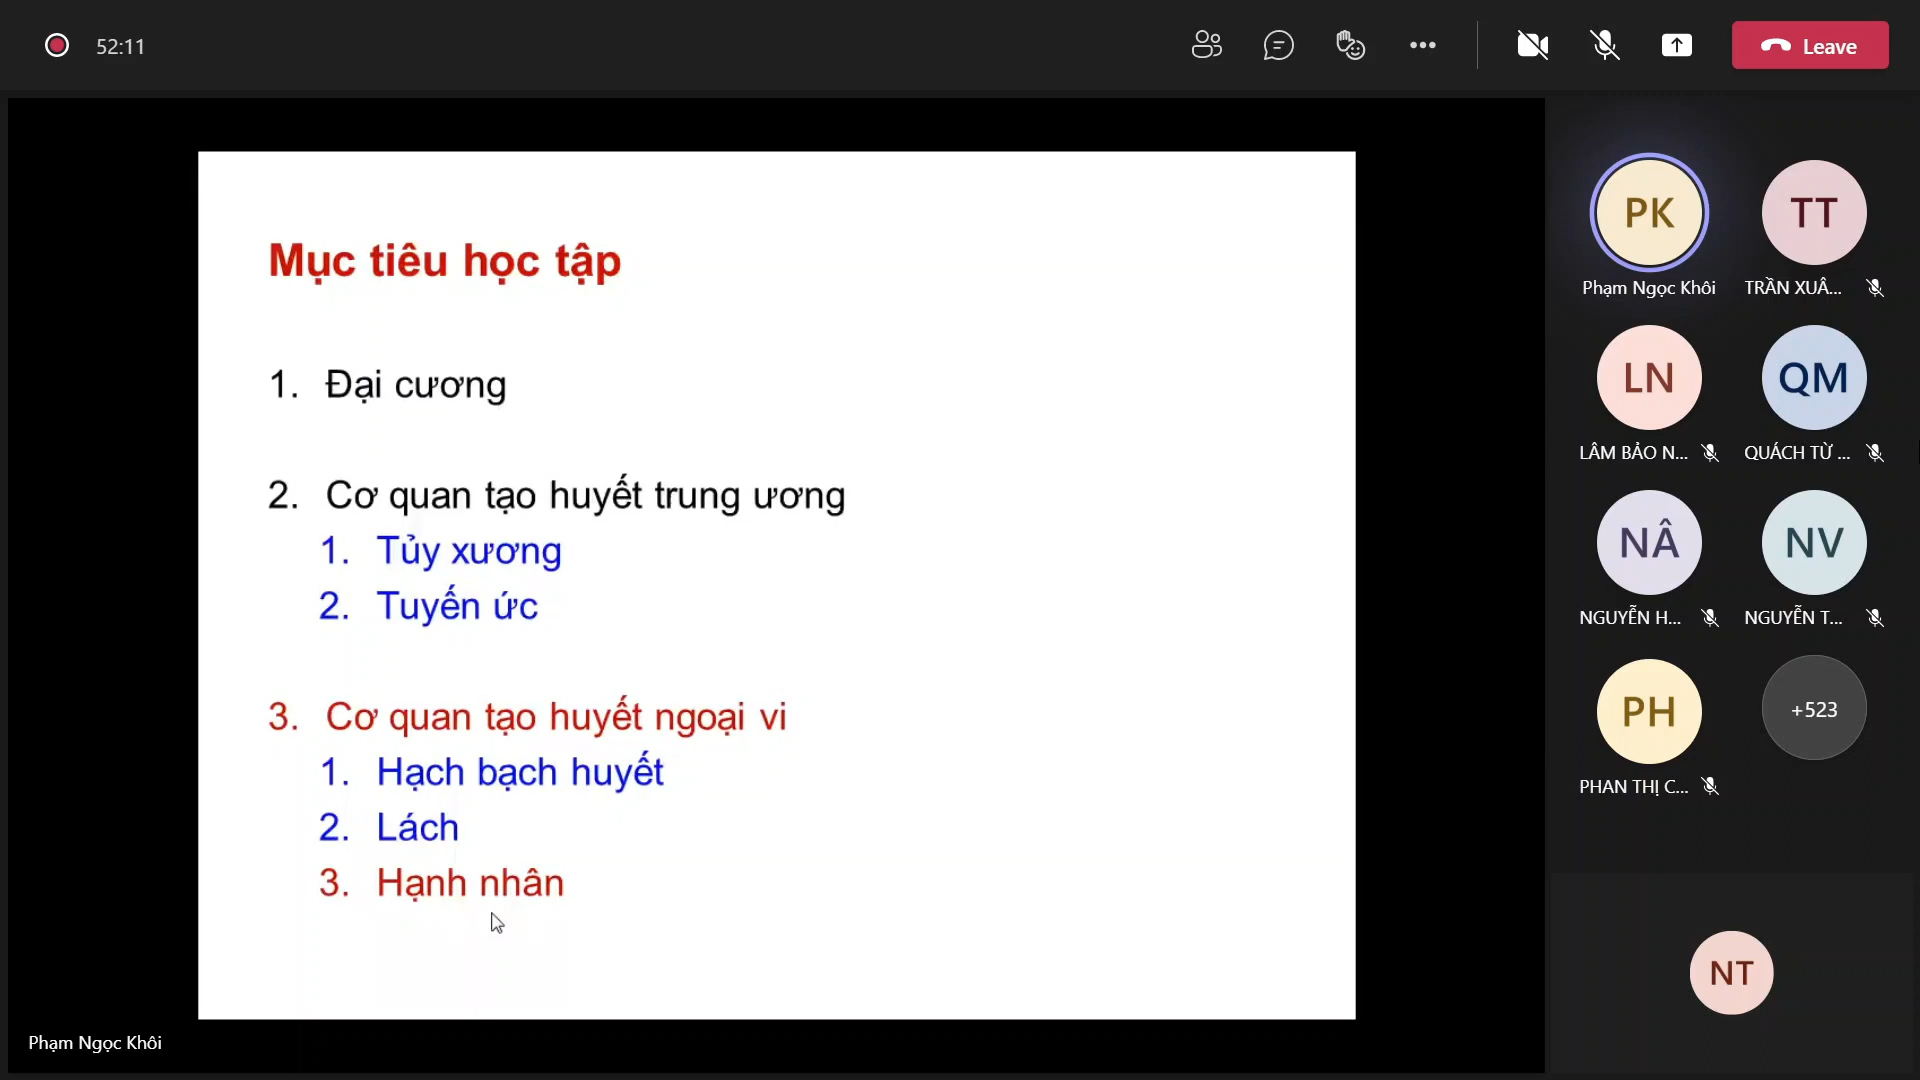 52:11
Leave
Mục tiêu học tập
1. Đại cương
2. Cơ quan tạo huyết trung ương
1. Tủy xương
2. Tuyến ức
3. Cơ quan tạo huyết ngoại vi
1. Hạch bạch huyết
2. Lách
3. Hạnh nhân
Phạm Ngọc Khôi
PK
TT
Phạm Ngọc Khôi
TRẦN XUÂ...
LN
QM
LÂM BẢO N...
QUÁCH TỪ ...
NÂ
NV
NGUYỄN H...
NGUYỄN T...
PH
+523
PHAN THỊ C...
NT